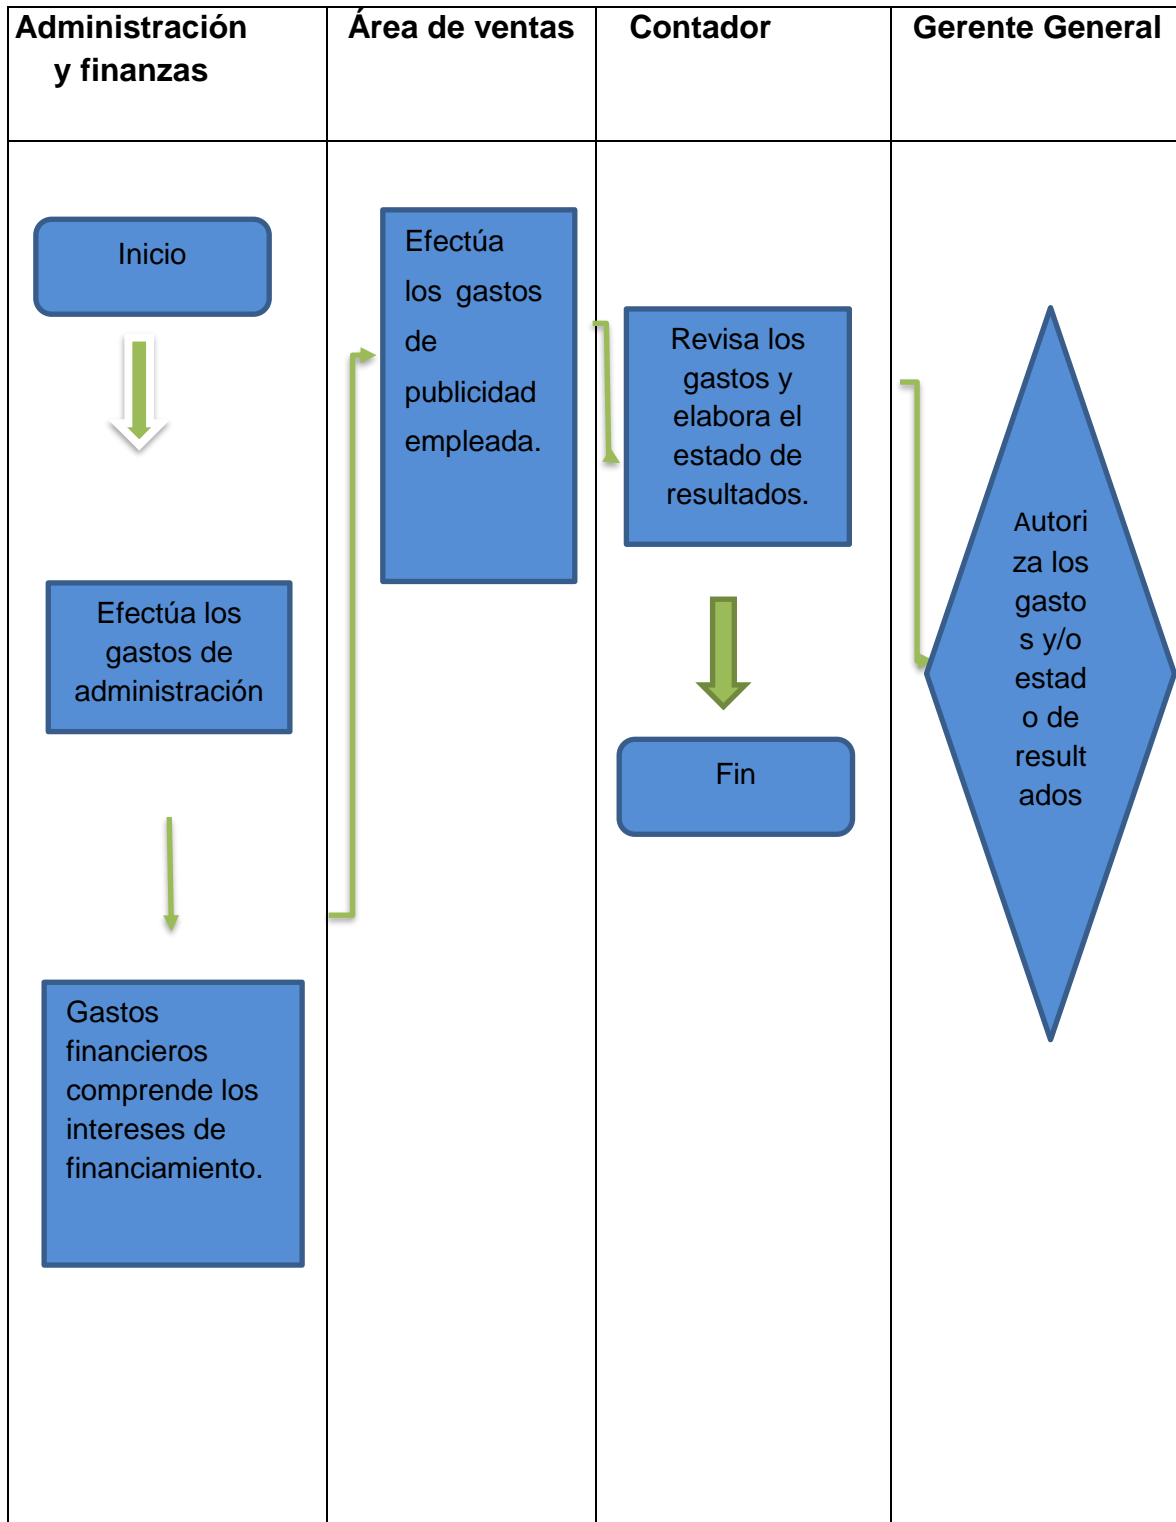 Administración
y finanzas
Área de ventas
Contador
Gerente General
Inicio
Efectúa los
gastos de
administración
Gastos
financieros
comprende los
intereses de
financiamiento.
Efectúa
los gastos
de
publicidad
empleada.
Revisa los
gastos y
elabora el
estado de
resultados.
Fin
Autori
za los
gasto
s y/o
estad
o de
result
ados